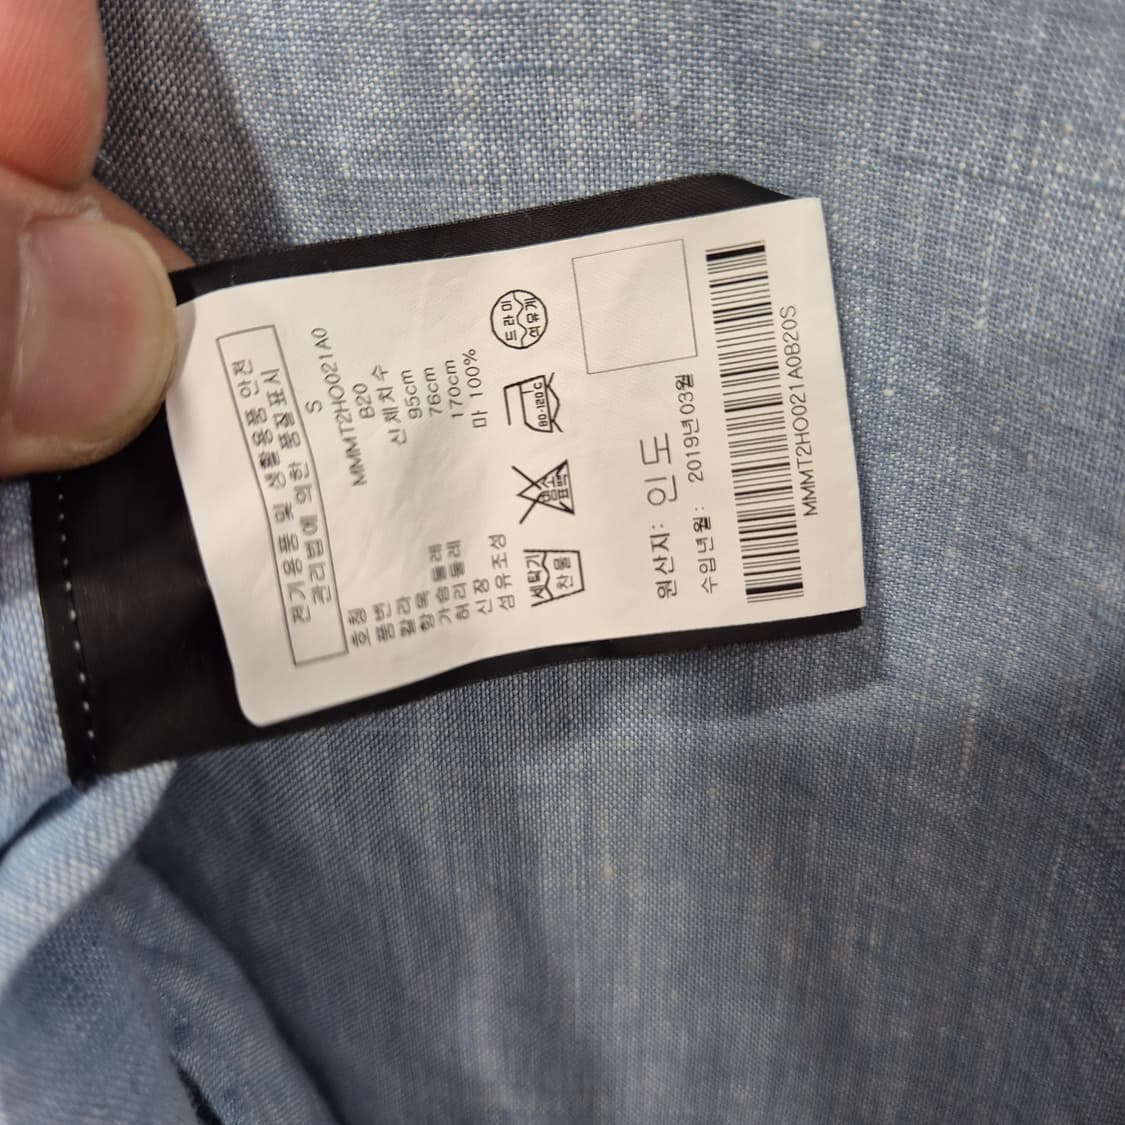 전기용품 및 생활용품 안전
관리법에 의한 품질표시
호칭 S
품번 MMMT2HO021A0
칼라 B20
항목 신체치수
가슴둘레 95cm
허리둘레 76cm
신장 170cm
섬유조성 마 100%
세탁기
찬물
염소
표백
80-120˚C
드라이
석유계
원산지: 인도
수입년월: 2019년03월
MMMT2HO021A0B20S